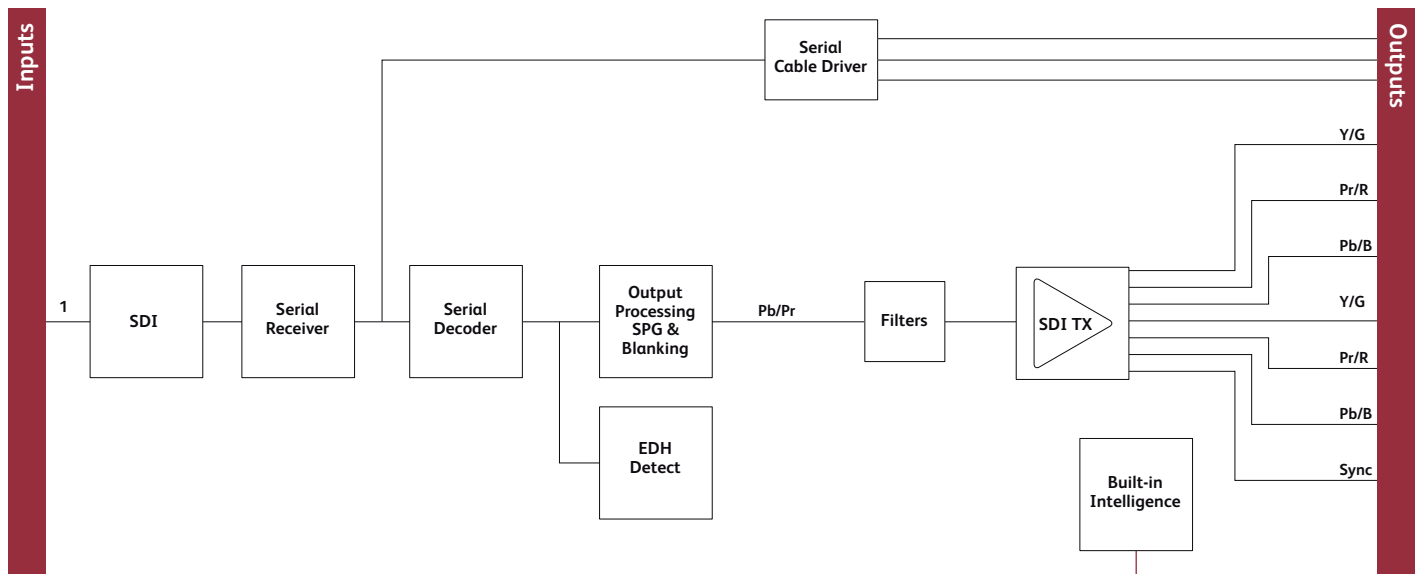 Inputs
Serial
Cable Driver
Outputs
Y/G
Pr/R
Pb/B
1
SDI
Serial
Receiver
Serial
Decoder
Output
Processing
SPG &
Blanking
Pb/Pr
Filters
SDI TX
Y/G
Pr/R
Pb/B
Sync
EDH
Detect
Built-in
Intelligence